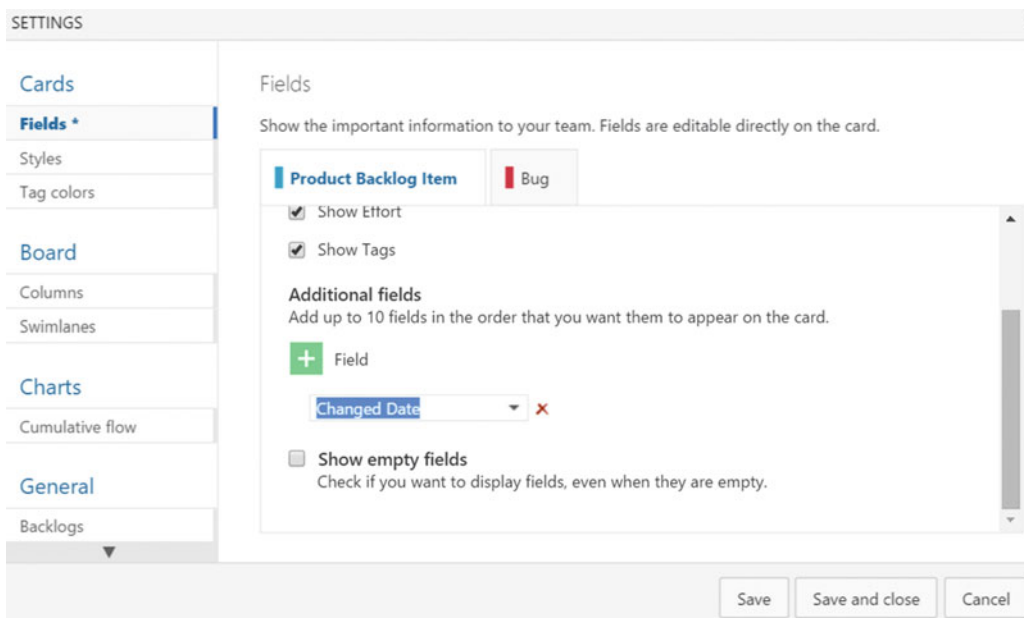 SETTINGS
Cards
Fields *
Styles
Tag colors
Board
Columns
Swimlanes
Charts
Cumulative flow
General
Backlogs
Fields
Show the important information to your team. Fields are editable directly on the card.
Product Backlog Item
Bug
Show Effort
Show Tags
Additional fields
Add up to 10 fields in the order that you want them to appear on the card.
Field
Changed Date
Show empty fields
Check if you want to display fields, even when they are empty.
Save
Save and close
Cancel